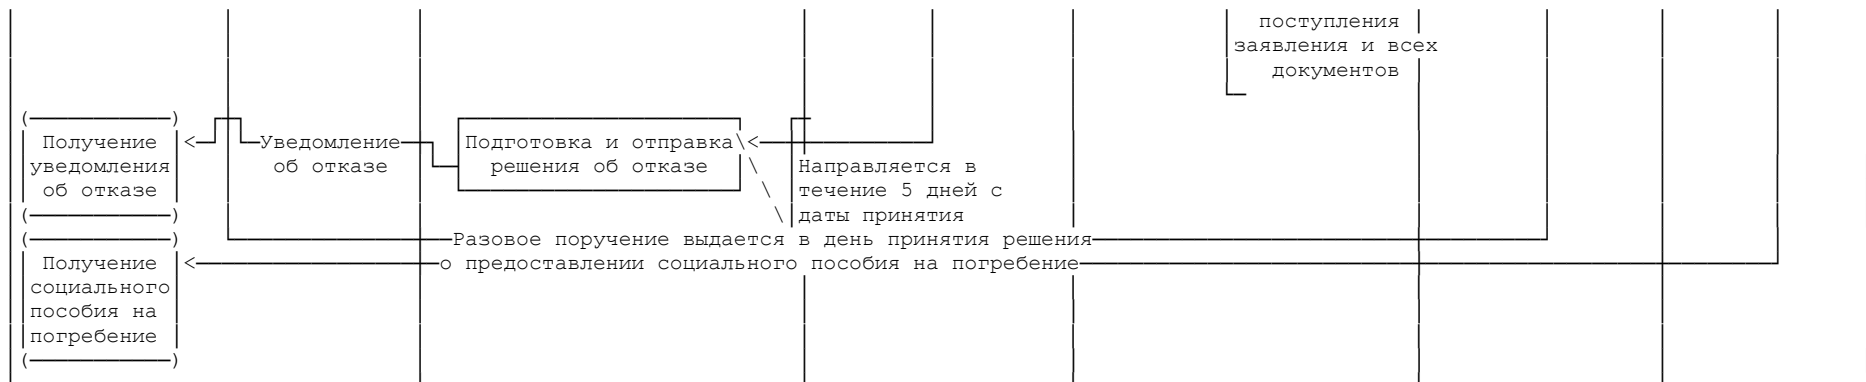 поступления
заявления и всех
документов
Получение
уведомления
об отказе
Уведомление
об отказе
Подготовка и отправка
решения об отказе
Направляется в
течение 5 дней с
даты принятия
Разовое поручение выдается в день принятия решения
о предоставлении социального пособия на погребение
Получение
социального
пособия на
погребение